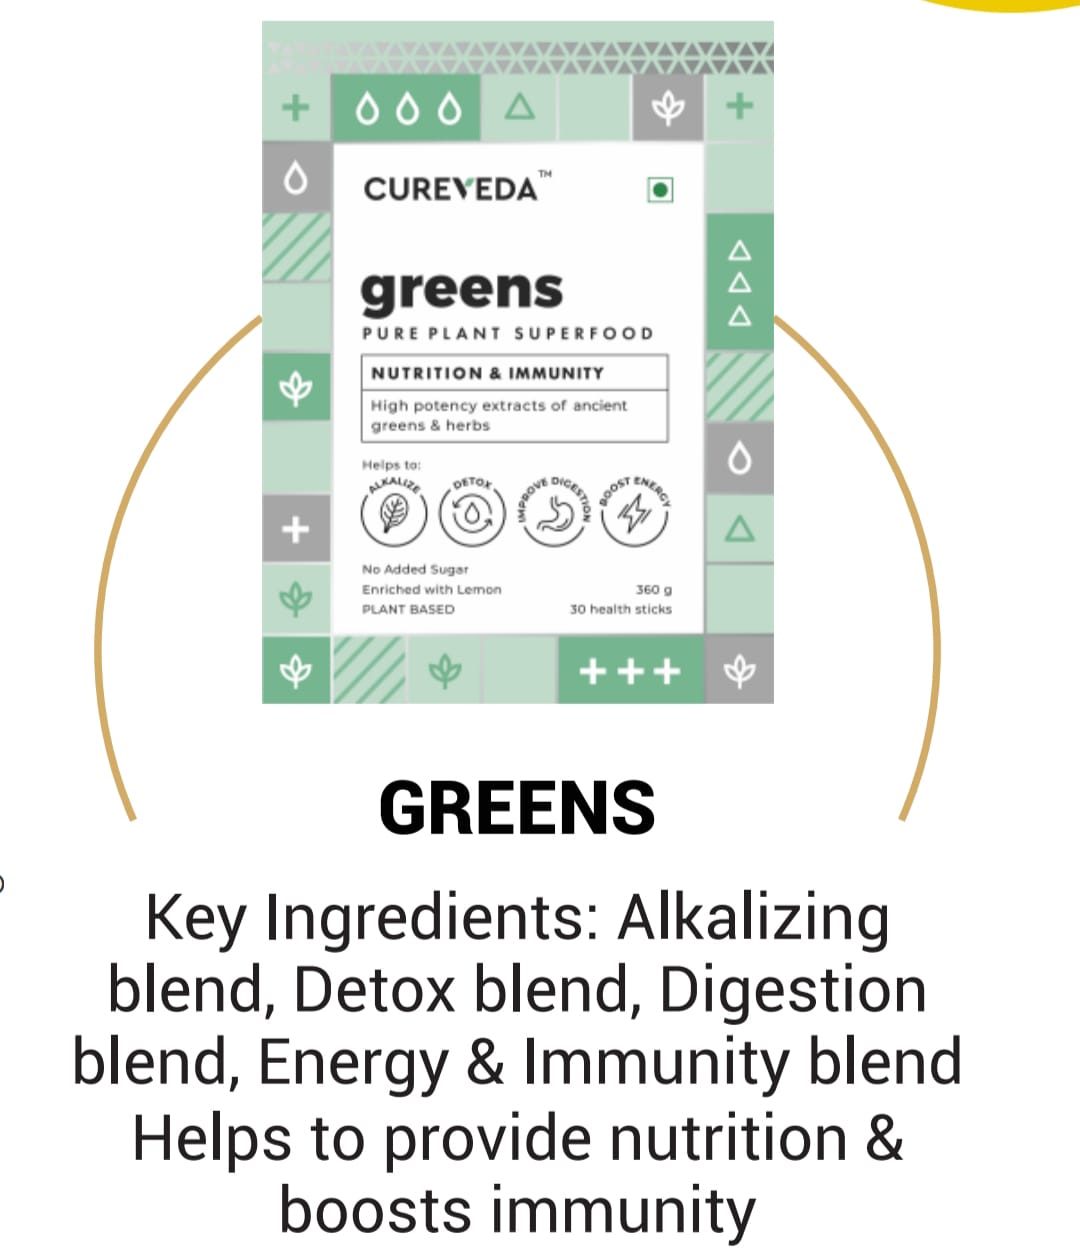 CUREVEDA™
greens
PURE PLANT SUPERFOOD
NUTRITION & IMMUNITY
High potency extracts of ancient
greens & herbs
Helps to:
ALKALIZE
DETOX
IMPROVE DIGESTION
BOOST ENERGY
No Added Sugar
Enriched with Lemon
PLANT BASED
360 g
30 health sticks
GREENS
Key Ingredients: Alkalizing
blend, Detox blend, Digestion
blend, Energy & Immunity blend
Helps to provide nutrition &
boosts immunity